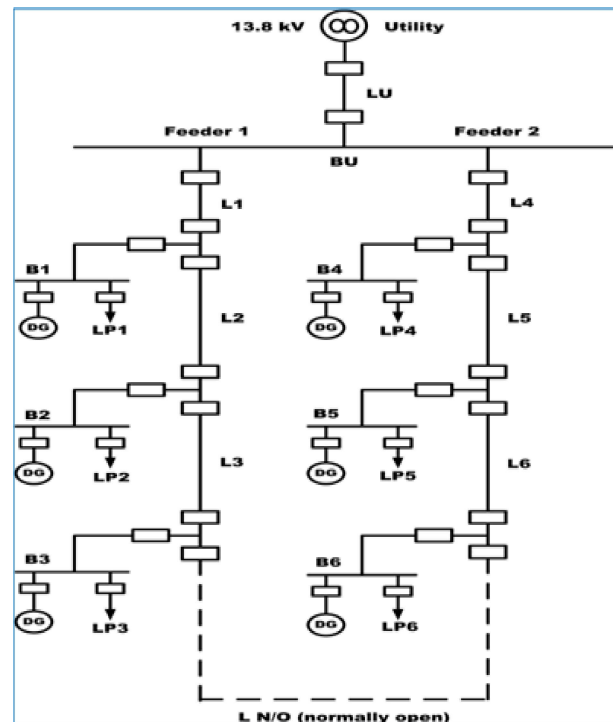 13.8 kV Utility
LU
Feeder 1 Feeder 2
BU
L1 L4
B1 B4
DG LP1 L2 DG LP4 L5
B2 B5
DG LP2 L3 DG LP5 L6
B3 B6
DG LP3 DG LP6
L N/O (normally open)